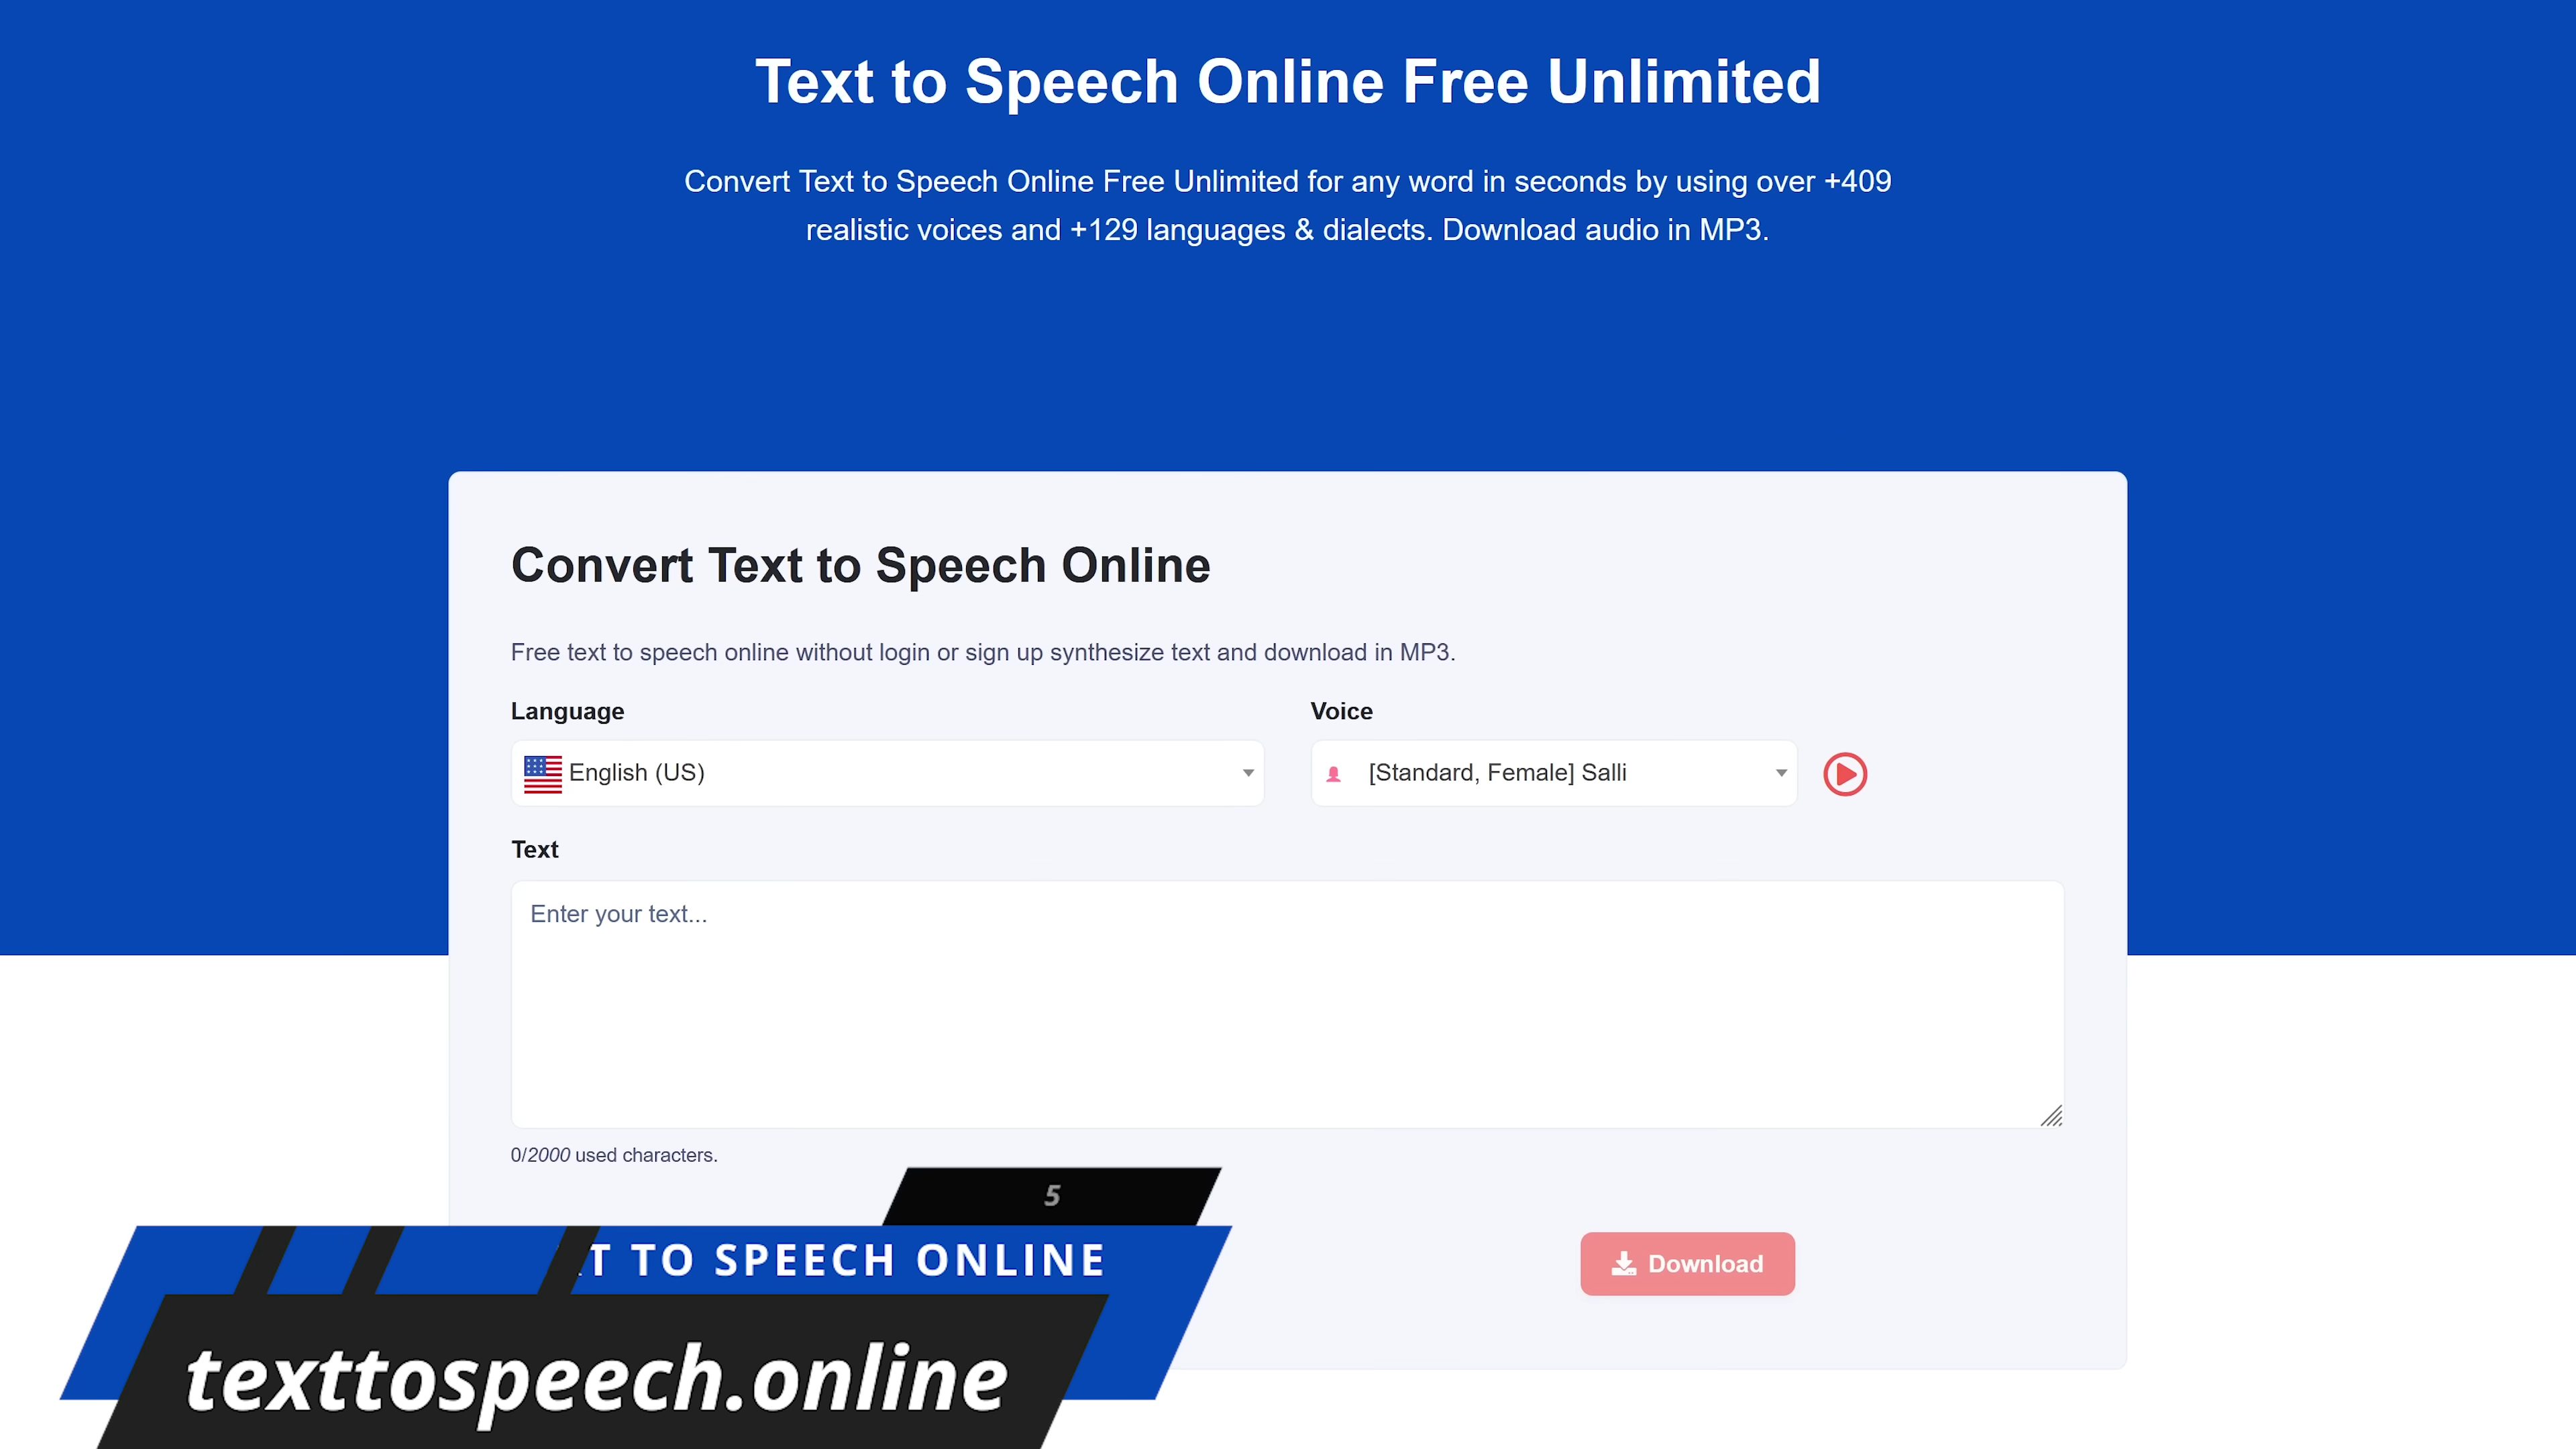 Text to Speech Online Free Unlimited
Convert Text to Speech Online Free Unlimited for any word in seconds by using over +409
realistic voices and +129 languages & dialects. Download audio in MP3.
Convert Text to Speech Online
Free text to speech online without login or sign up synthesize text and download in MP3.
Language
Voice
English (US)
[Standard, Female] Salli
Text
Enter your text...
0/2000 used characters.
5
T TO SPEECH ONLINE
Download
texttospeech.online